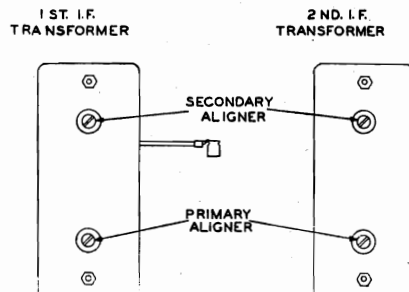 1 ST. I.F.
TRANSFORMER
2 ND. I.F.
TRANSFORMER
SECONDARY
ALIGNER
PRIMARY
ALIGNER